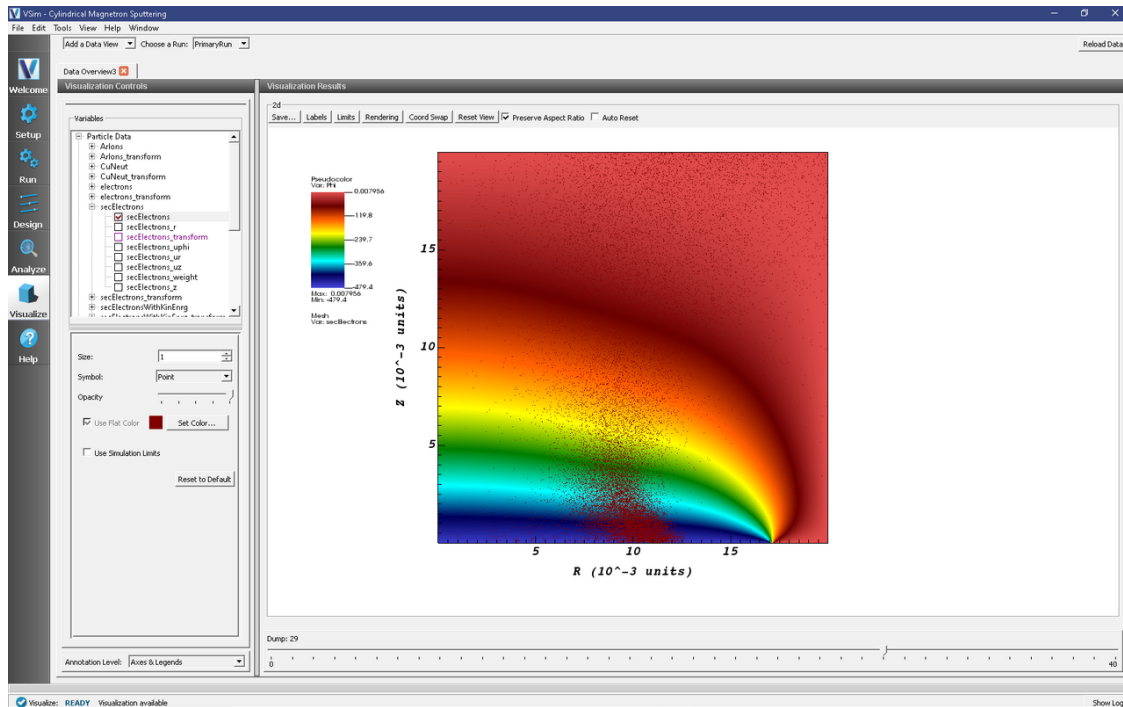 VSim - Cylindrical Magnetron Sputtering
File Edit Tools View Help Window
Add a Data View Choose a Run: PrimaryRun Reload Data
Data Overview3
Visualization Controls
Visualization Results
Welcome
Setup
Run
Design
Analyze
Visualize
Help
Variables
Particle Data
ArIons
ArIons_transform
CuNeut
CuNeut_transform
electrons
electrons_transform
secElectrons
secElectrons
secElectrons_r
secElectrons_transform
secElectrons_uphi
secElectrons_ur
secElectrons_uz
secElectrons_weight
secElectrons_z
secElectrons_transform
secElectronsWithKinEnrg
secElectronsWithKinEnrg_transform
Size: 1
Symbol: Point
Opacity
Use Flat Color Set Color...
Use Simulation Limits
Reset to Default
Annotation Level: Axes & Legends
2d
Save... Labels Limits Rendering Coord Swap Reset View Preserve Aspect Ratio Auto Reset
Pseudocolor
Var: Phi
0.007956
-119.8
-239.7
-359.6
-479.4
Max: 0.007956
Min: -479.4
Mesh
Var: secElectrons
Z (10^-3 units)
15
10
5
5 10 15
R (10^-3 units)
Dump: 29
0 40
Visualize: READY Visualization available Show Log